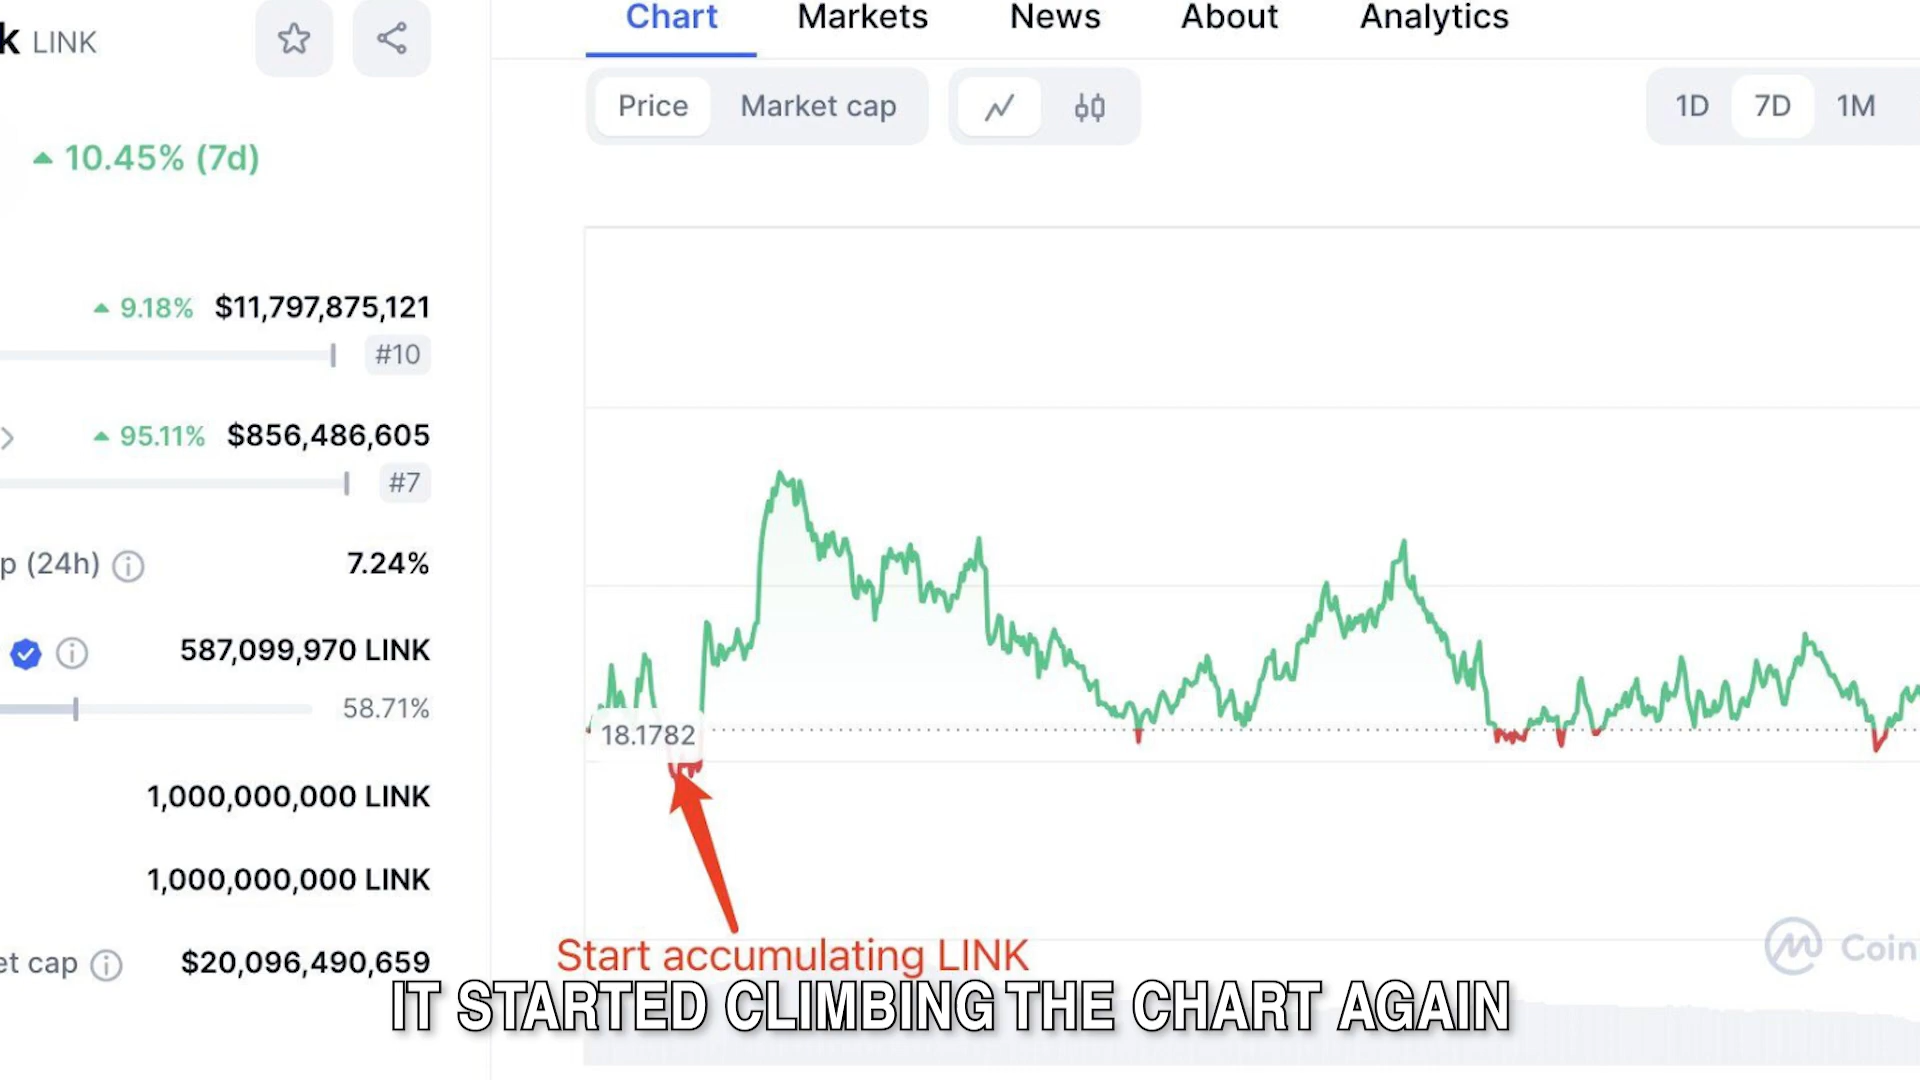 k LINK
Chart Markets News About Analytics
Price Market cap
1D 7D 1M
10.45% (7d)
9.18% $11,797,875,121
#10
95.11% $856,486,605
#7
p (24h) 7.24%
587,099,970 LINK
58.71%
1,000,000,000 LINK
1,000,000,000 LINK
et cap $20,096,490,659
18.1782
Start accumulating LINK
Coin
IT STARTED CLIMBING THE CHART AGAIN